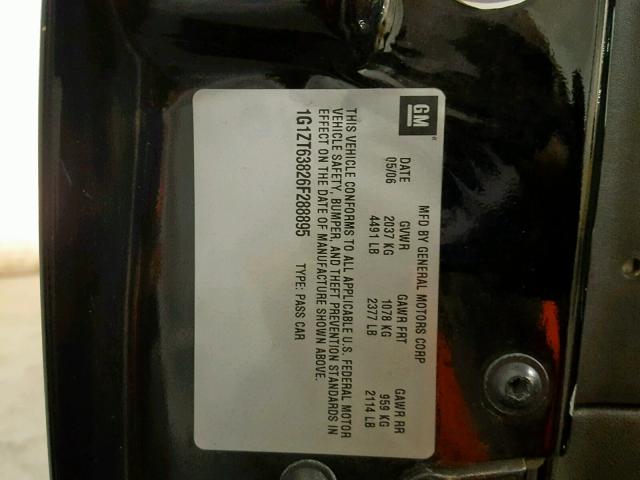 GM
MFD BY GENERAL MOTORS CORP
DATE GVWR GAWR FRT GAWR RR
05/06 2037 KG 1078 KG 959 KG
4491 LB 2377 LB 2114 LB
THIS VEHICLE CONFORMS TO ALL APPLICABLE U.S. FEDERAL MOTOR
VEHICLE SAFETY, BUMPER, AND THEFT PREVENTION STANDARDS IN
EFFECT ON THE DATE OF MANUFACTURE SHOWN ABOVE.
1G1ZT63826F288895 TYPE: PASS CAR